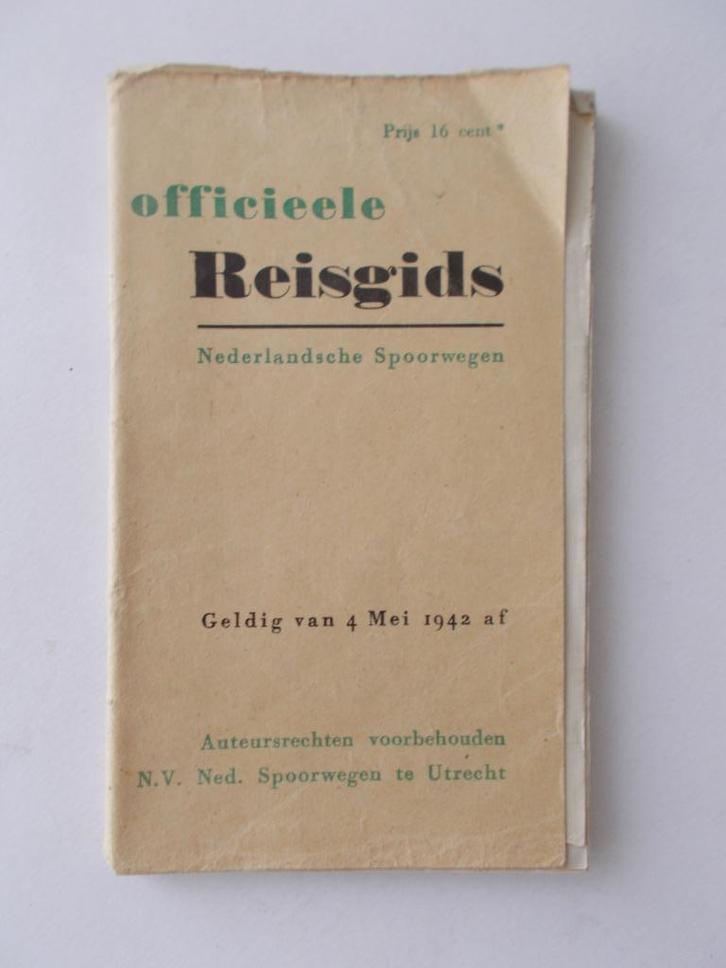 Prijs 16 cent*
officieele
Reisgids
Nederlandsche Spoorwegen
Geldig van 4 Mei 1942 af
Auteursrechten voorbehouden
N.V. Ned. Spoorwegen te Utrecht